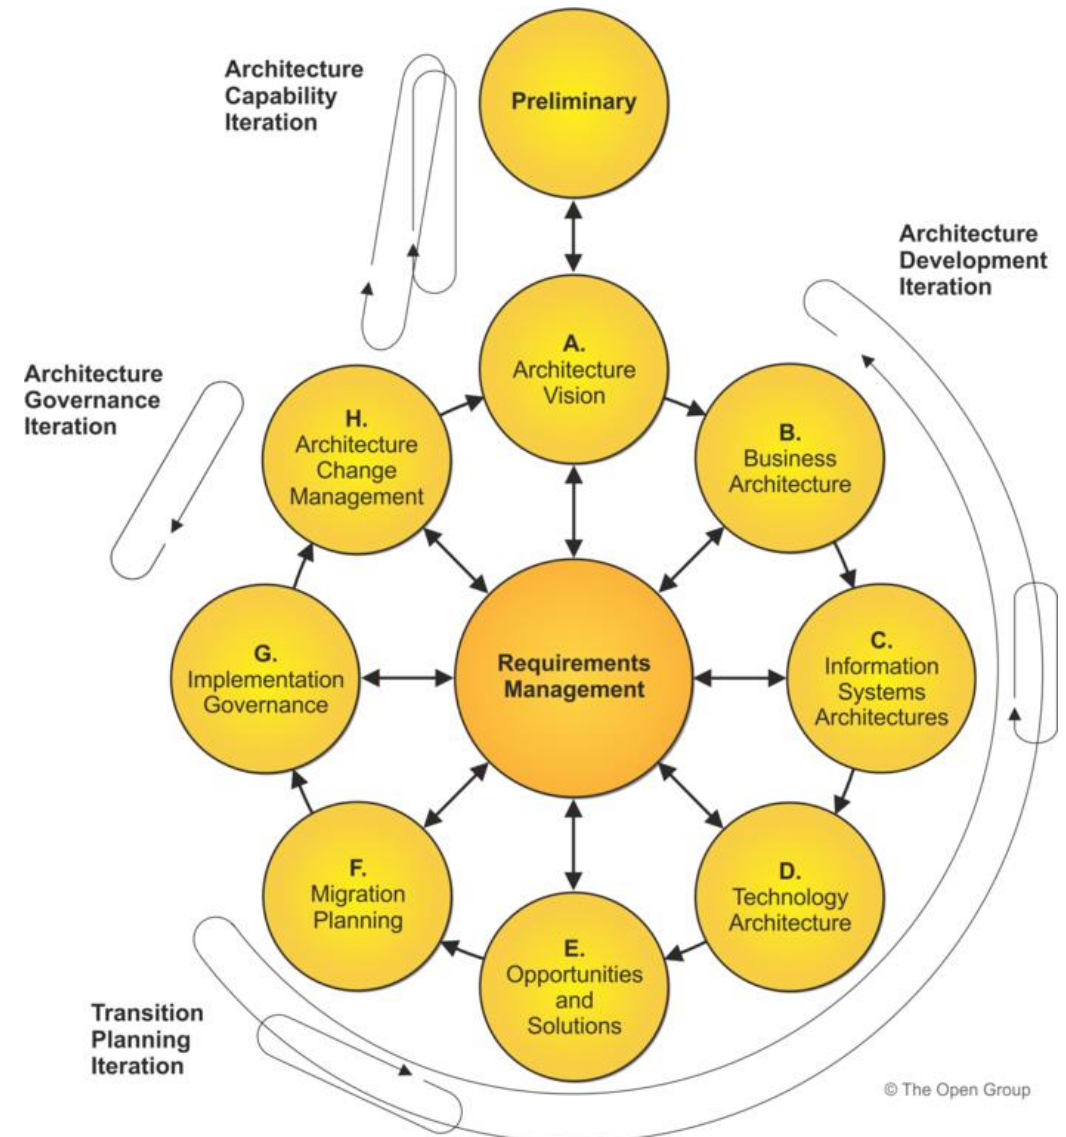 Architecture
Capability
Iteration
Preliminary
Architecture
Development
Iteration
A.
Architecture
Vision
Architecture
Governance
Iteration
H.
Architecture
Change
Management
B.
Business
Architecture
G.
Implementation
Governance
Requirements
Management
C.
Information
Systems
Architectures
F.
Migration
Planning
D.
Technology
Architecture
E.
Opportunities
and
Solutions
Transition
Planning
Iteration
© The Open Group